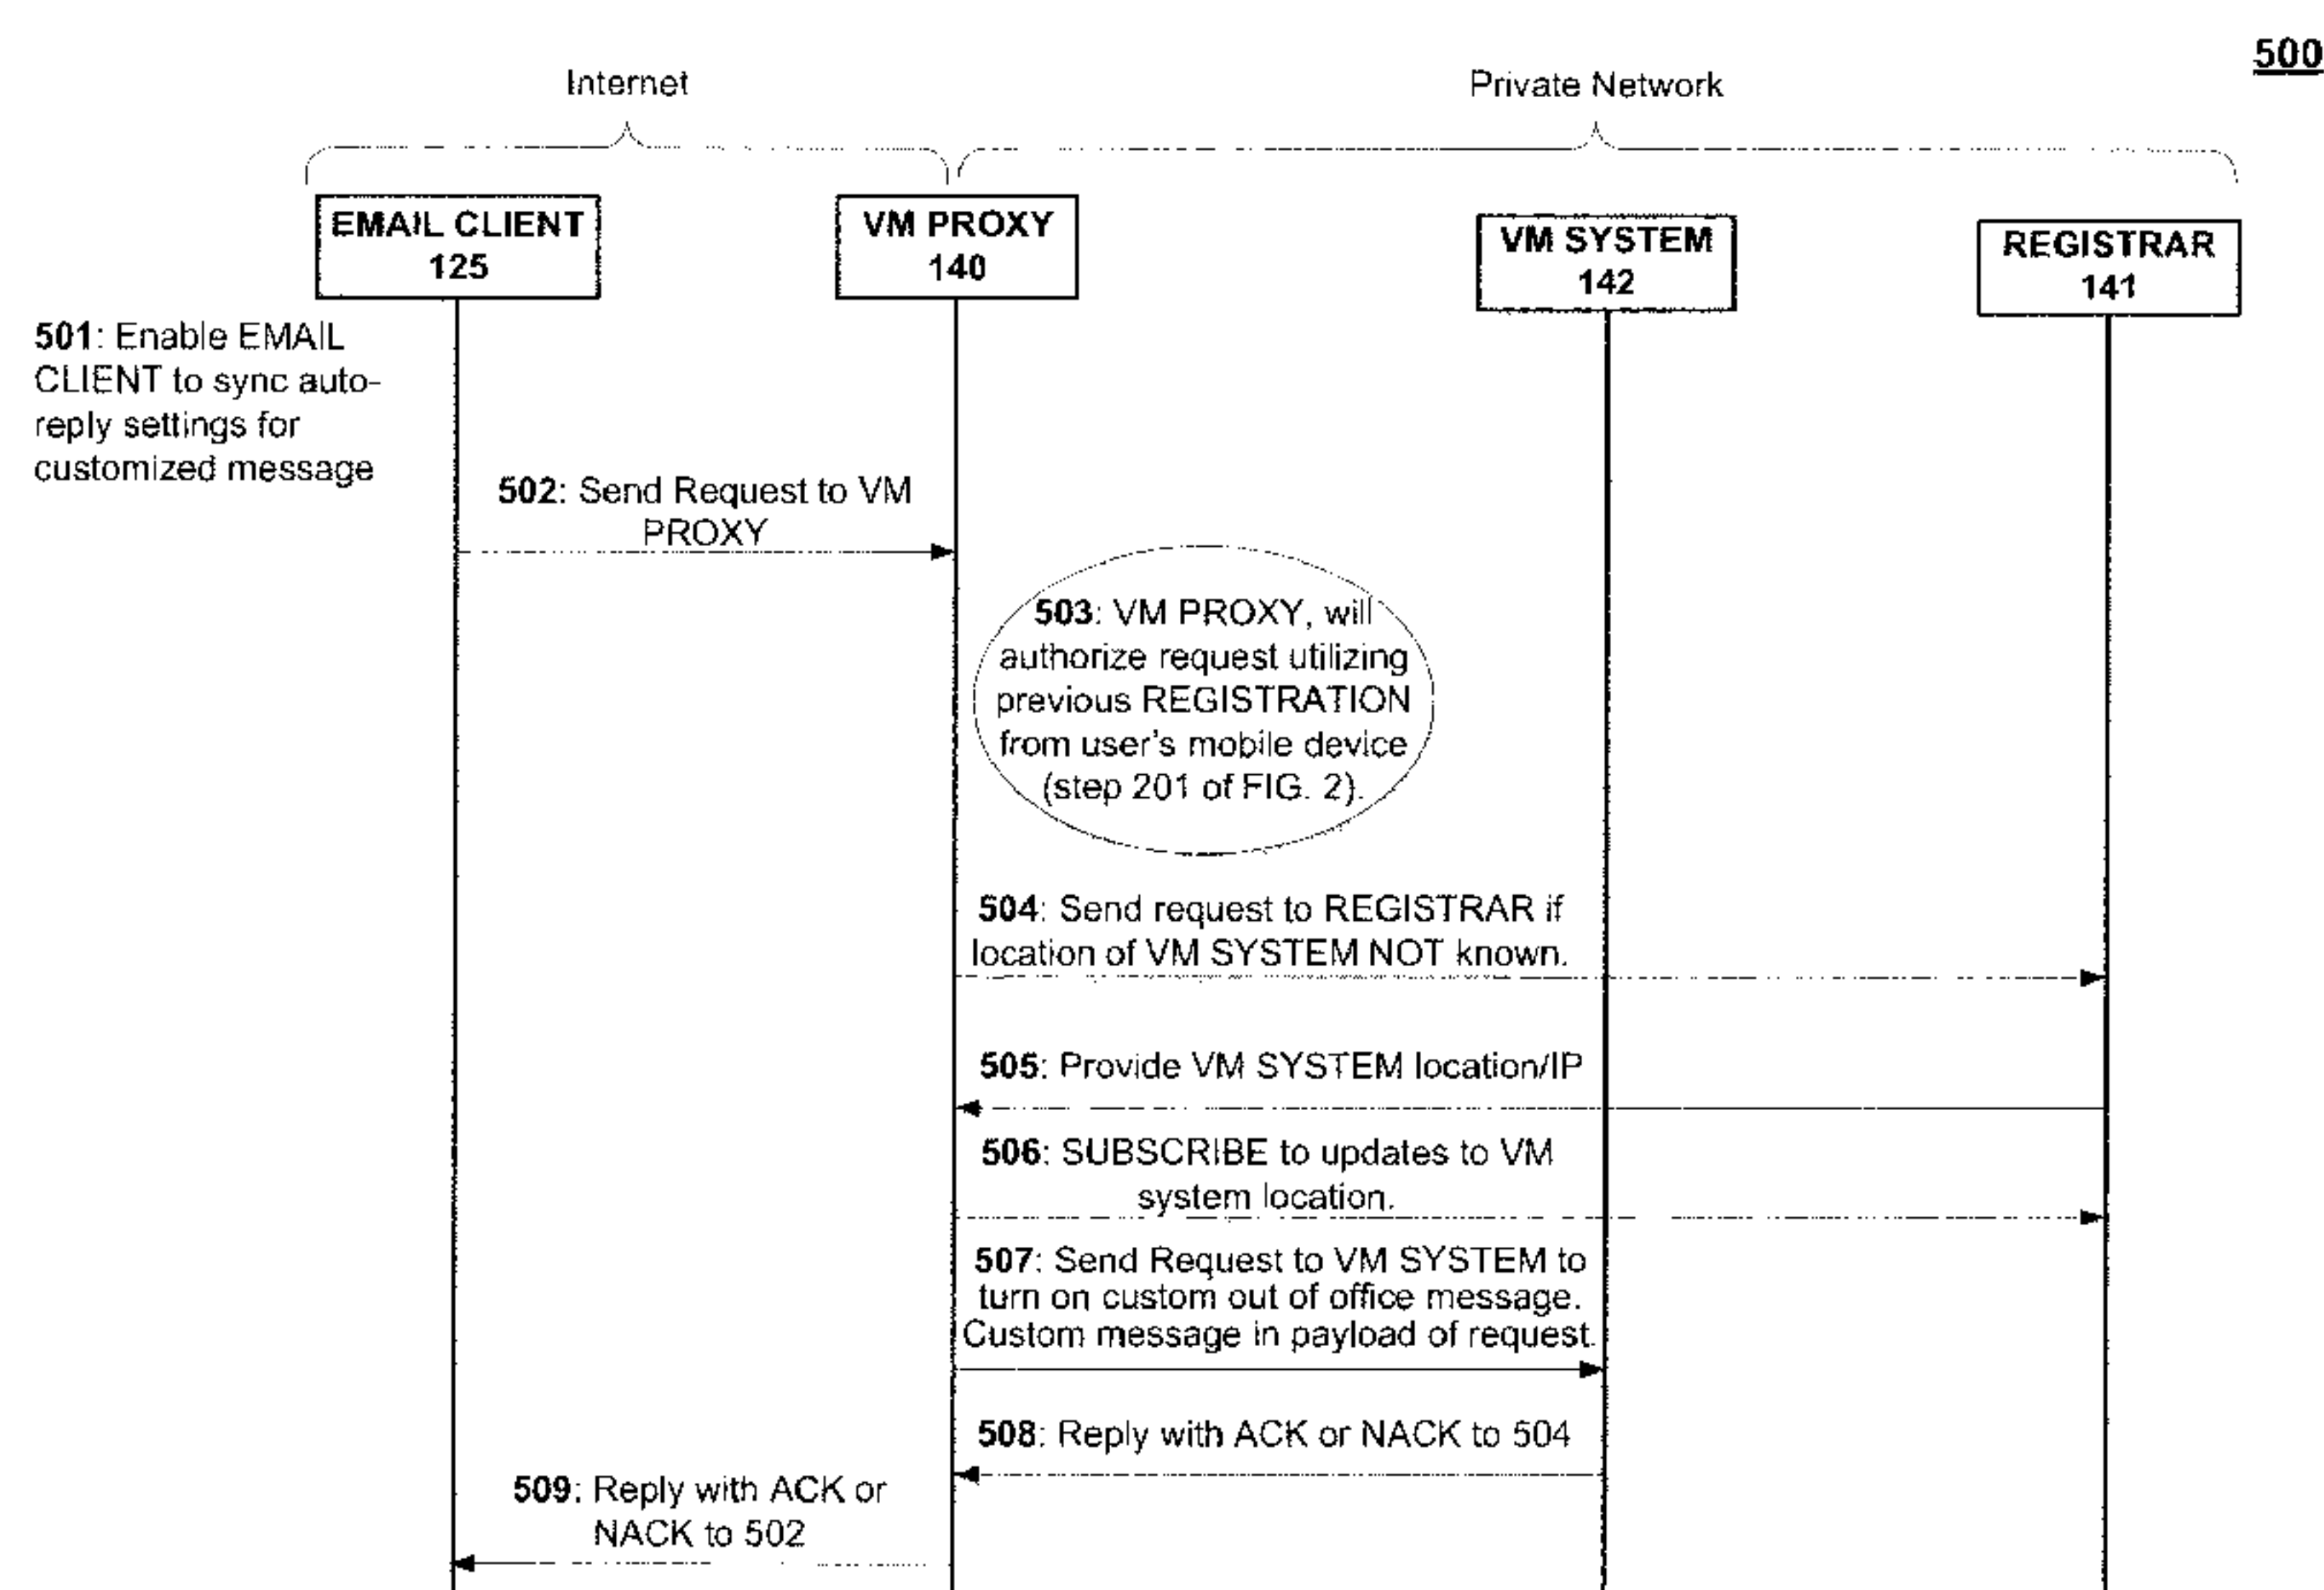 500
Internet
Private Network
EMAIL CLIENT
125
VM PROXY
140
VM SYSTEM
142
REGISTRAR
141
501: Enable EMAIL
CLIENT to sync auto-
reply settings for
customized message
502: Send Request to VM
PROXY
503: VM PROXY, will
authorize request utilizing
previous REGISTRATION
from user's mobile device
(step 201 of FIG. 2).
504: Send request to REGISTRAR if
location of VM SYSTEM NOT known.
505: Provide VM SYSTEM location/IP
506: SUBSCRIBE to updates to VM
system location.
507: Send Request to VM SYSTEM to
turn on custom out of office message.
Custom message in payload of request.
508: Reply with ACK or NACK to 504
509: Reply with ACK or
NACK to 502